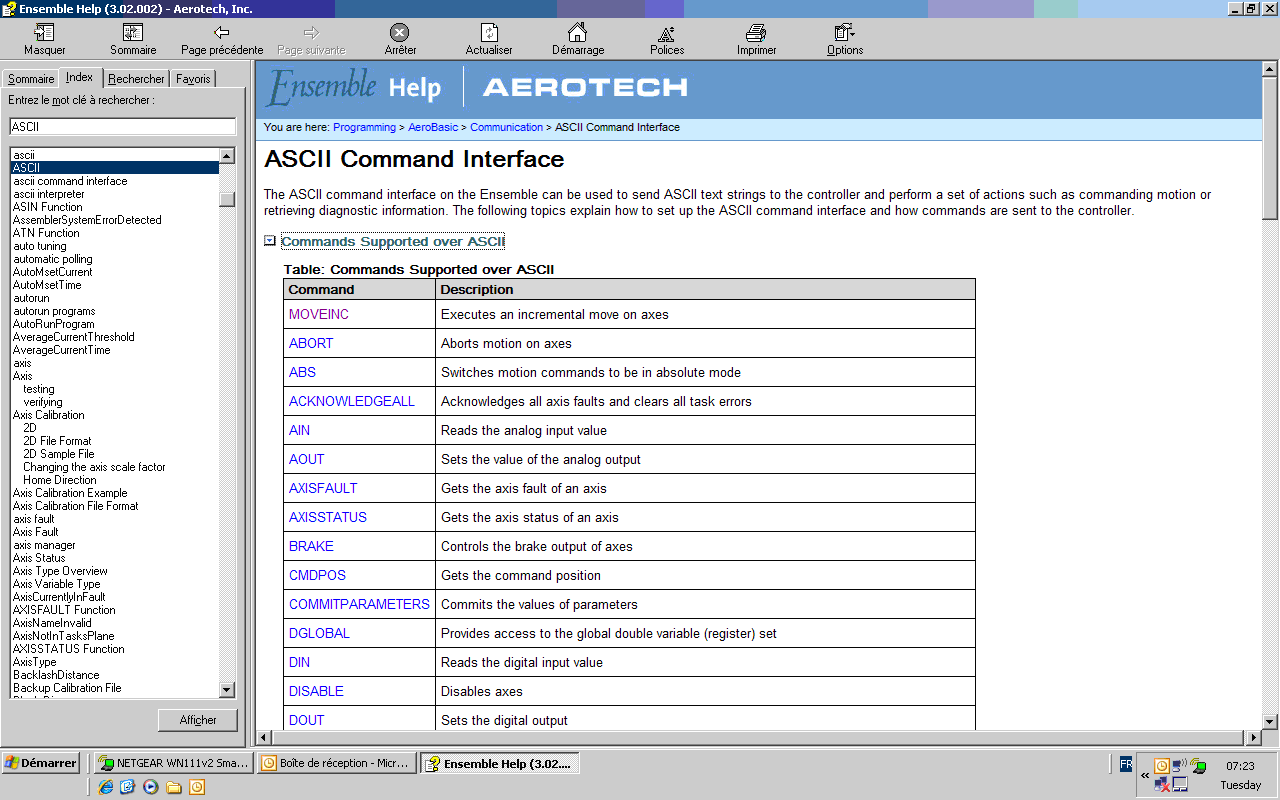 Ensemble Help (3.02.002) - Aerotech, Inc.
Masquer Sommaire Page précédente Page suivante Arrêter Actualiser Démarrage Polices Imprimer Options
Sommaire Index Rechercher Favoris
Entrez le mot clé à rechercher :
ASCII
ascii
ASCII
ascii command interface
ascii interpreter
ASIN Function
AssemblerSystemErrorDetected
ATN Function
auto tuning
automatic polling
AutoMsetCurrent
AutoMsetTime
autorun
autorun programs
AutoRunProgram
AverageCurrentThreshold
AverageCurrentTime
axis
Axis
testing
verifying
Axis Calibration
2D
2D File Format
2D Sample File
Changing the axis scale factor
Home Direction
Axis Calibration Example
Axis Calibration File Format
axis fault
Axis Fault
axis manager
Axis Status
Axis Type Overview
Axis Variable Type
AxisCurrentlyInFault
AXISFAULT Function
AxisNameInvalid
AxisNotInTasksPlane
AXISSTATUS Function
AxisType
BacklashDistance
Backup Calibration File
Afficher
Ensemble Help AEROTECH
You are here: Programming > AeroBasic > Communication > ASCII Command Interface
ASCII Command Interface
The ASCII command interface on the Ensemble can be used to send ASCII text strings to the controller and perform a set of actions such as commanding motion or
retrieving diagnostic information. The following topics explain how to set up the ASCII command interface and how commands are sent to the controller.
Commands Supported over ASCII
Table: Commands Supported over ASCII
Command Description
MOVEINC Executes an incremental move on axes
ABORT Aborts motion on axes
ABS Switches motion commands to be in absolute mode
ACKNOWLEDGEALL Acknowledges all axis faults and clears all task errors
AIN Reads the analog input value
AOUT Sets the value of the analog output
AXISFAULT Gets the axis fault of an axis
AXISSTATUS Gets the axis status of an axis
BRAKE Controls the brake output of axes
CMDPOS Gets the command position
COMMITPARAMETERS Commits the values of parameters
DGLOBAL Provides access to the global double variable (register) set
DIN Reads the digital input value
DISABLE Disables axes
DOUT Sets the digital output
Démarrer NETGEAR WN111v2 Sma... Boîte de réception - Micr... Ensemble Help (3.02.... FR « 07:23
Tuesday